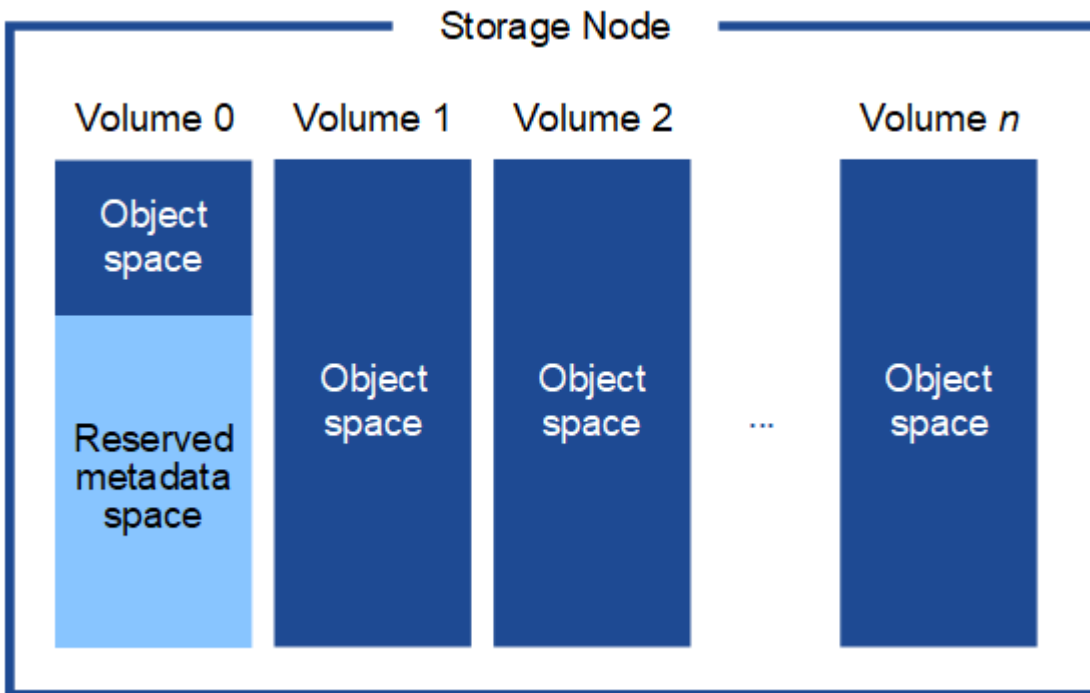 Storage Node
Volume 0
Volume 1
Volume 2
Volume n
Object
space
Reserved
metadata
space
Object
space
Object
space
...
Object
space